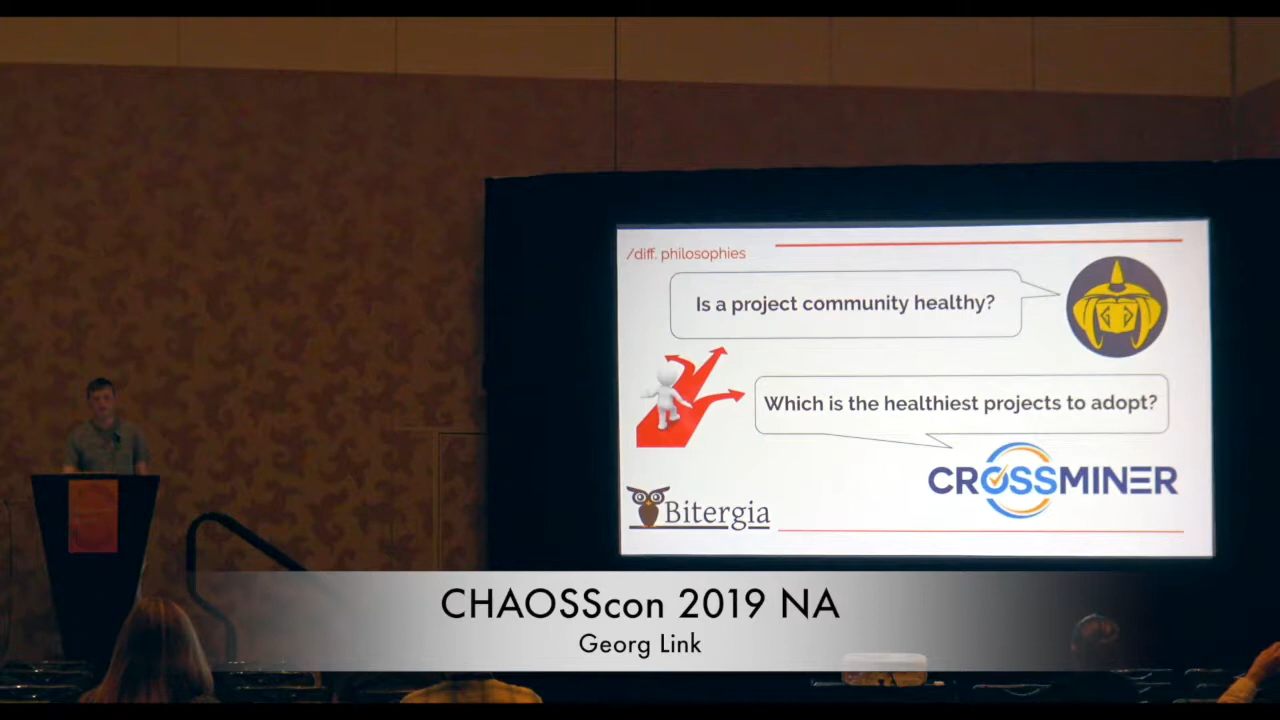 /diff. philosophies
Is a project community healthy?
Which is the healthiest projects to adopt?
CROSSMINER
Bitergia
CHAOSScon 2019 NA
Georg Link